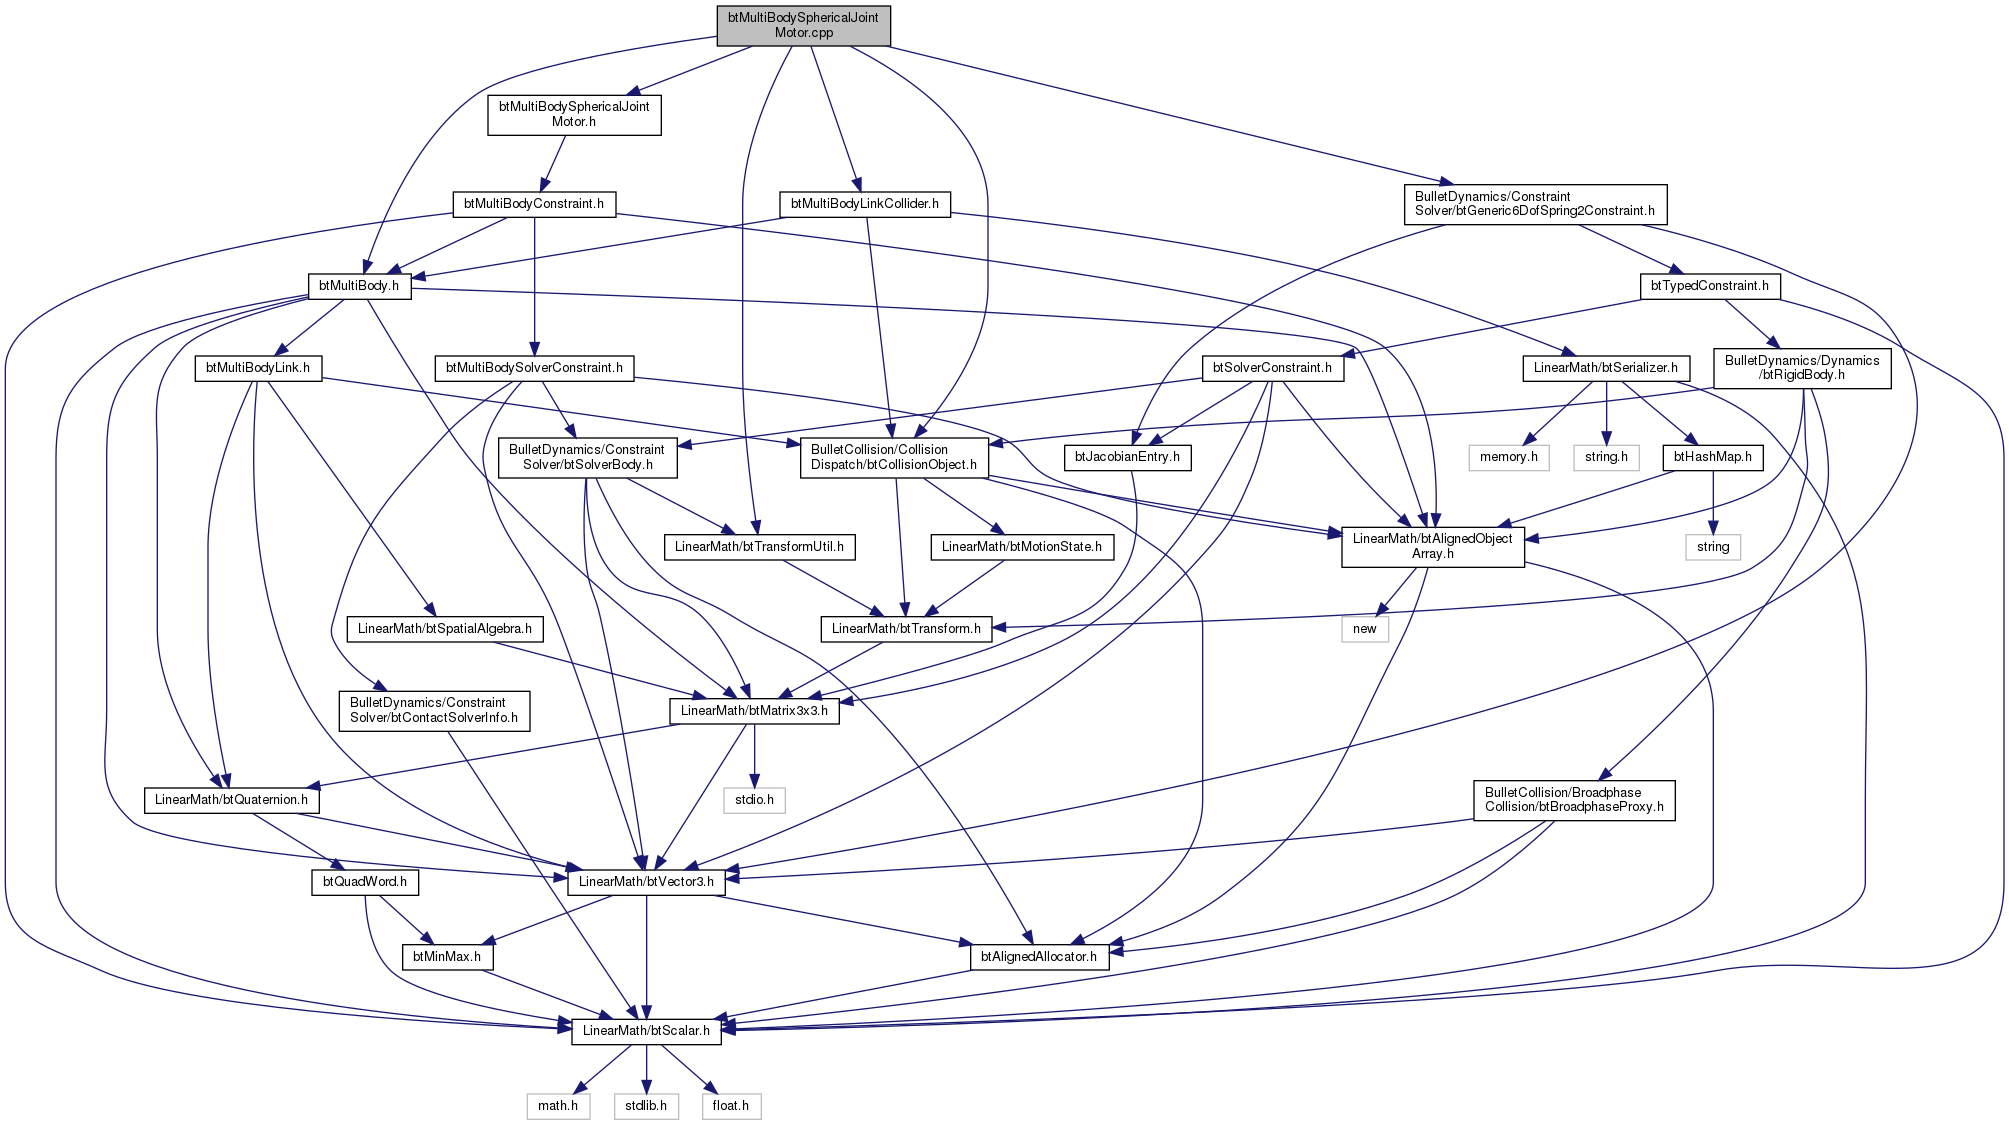 btMultiBodySphericalJoint
Motor.cpp
btMultiBodySphericalJoint
Motor.h
btMultiBodyConstraint.h
btMultiBodyLinkCollider.h
BulletDynamics/Constraint
Solver/btGeneric6DofSpring2Constraint.h
btMultiBody.h
btTypedConstraint.h
btMultiBodyLink.h
btMultiBodySolverConstraint.h
btSolverConstraint.h
LinearMath/btSerializer.h
BulletDynamics/Dynamics
/btRigidBody.h
BulletDynamics/Constraint
Solver/btSolverBody.h
BulletCollision/Collision
Dispatch/btCollisionObject.h
btJacobianEntry.h
memory.h
string.h
btHashMap.h
LinearMath/btTransformUtil.h
LinearMath/btMotionState.h
LinearMath/btAlignedObject
Array.h
string
LinearMath/btSpatialAlgebra.h
LinearMath/btTransform.h
new
BulletDynamics/Constraint
Solver/btContactSolverInfo.h
LinearMath/btMatrix3x3.h
LinearMath/btQuaternion.h
stdio.h
BulletCollision/Broadphase
Collision/btBroadphaseProxy.h
btQuadWord.h
LinearMath/btVector3.h
btMinMax.h
btAlignedAllocator.h
LinearMath/btScalar.h
math.h
stdlib.h
float.h